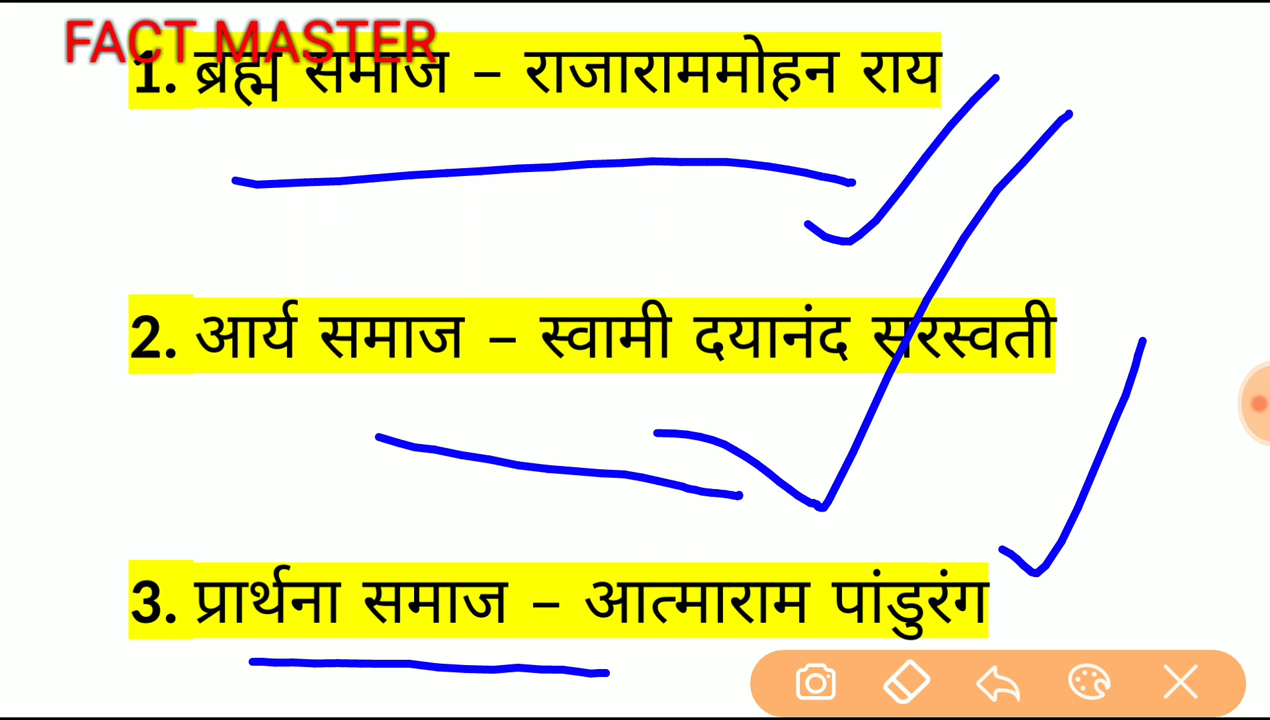 FACT MASTER
1. ब्रह्म समाज – राजाराममोहन राय
2. आर्य समाज – स्वामी दयानंद सरस्वती
3. प्रार्थना समाज – आत्माराम पांडुरंग